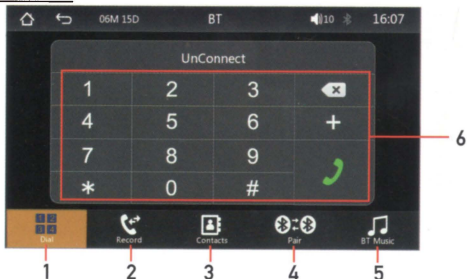 06M 15D BT 10 16:07
UnConnect
1 2 3
4 5 6 +
7 8 9
* 0 #
6
Dial Record Contacts Pair BT Music
1 2 3 4 5